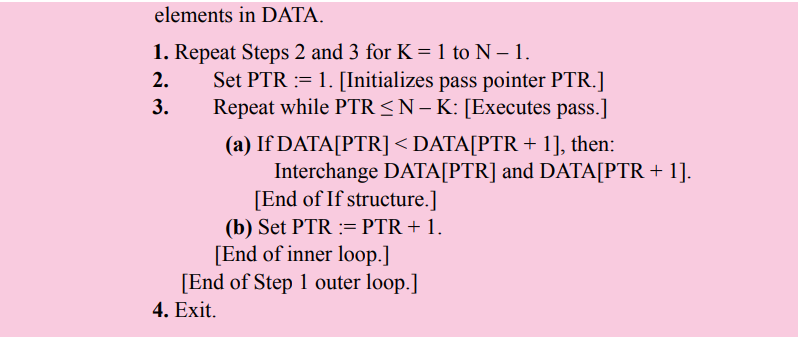 elements in DATA.
1. Repeat Steps 2 and 3 for K = 1 to N – 1.
2. Set PTR := 1. [Initializes pass pointer PTR.]
3. Repeat while PTR ≤ N – K: [Executes pass.]
(a) If DATA[PTR] < DATA[PTR + 1], then:
Interchange DATA[PTR] and DATA[PTR + 1].
[End of If structure.]
(b) Set PTR := PTR + 1.
[End of inner loop.]
[End of Step 1 outer loop.]
4. Exit.